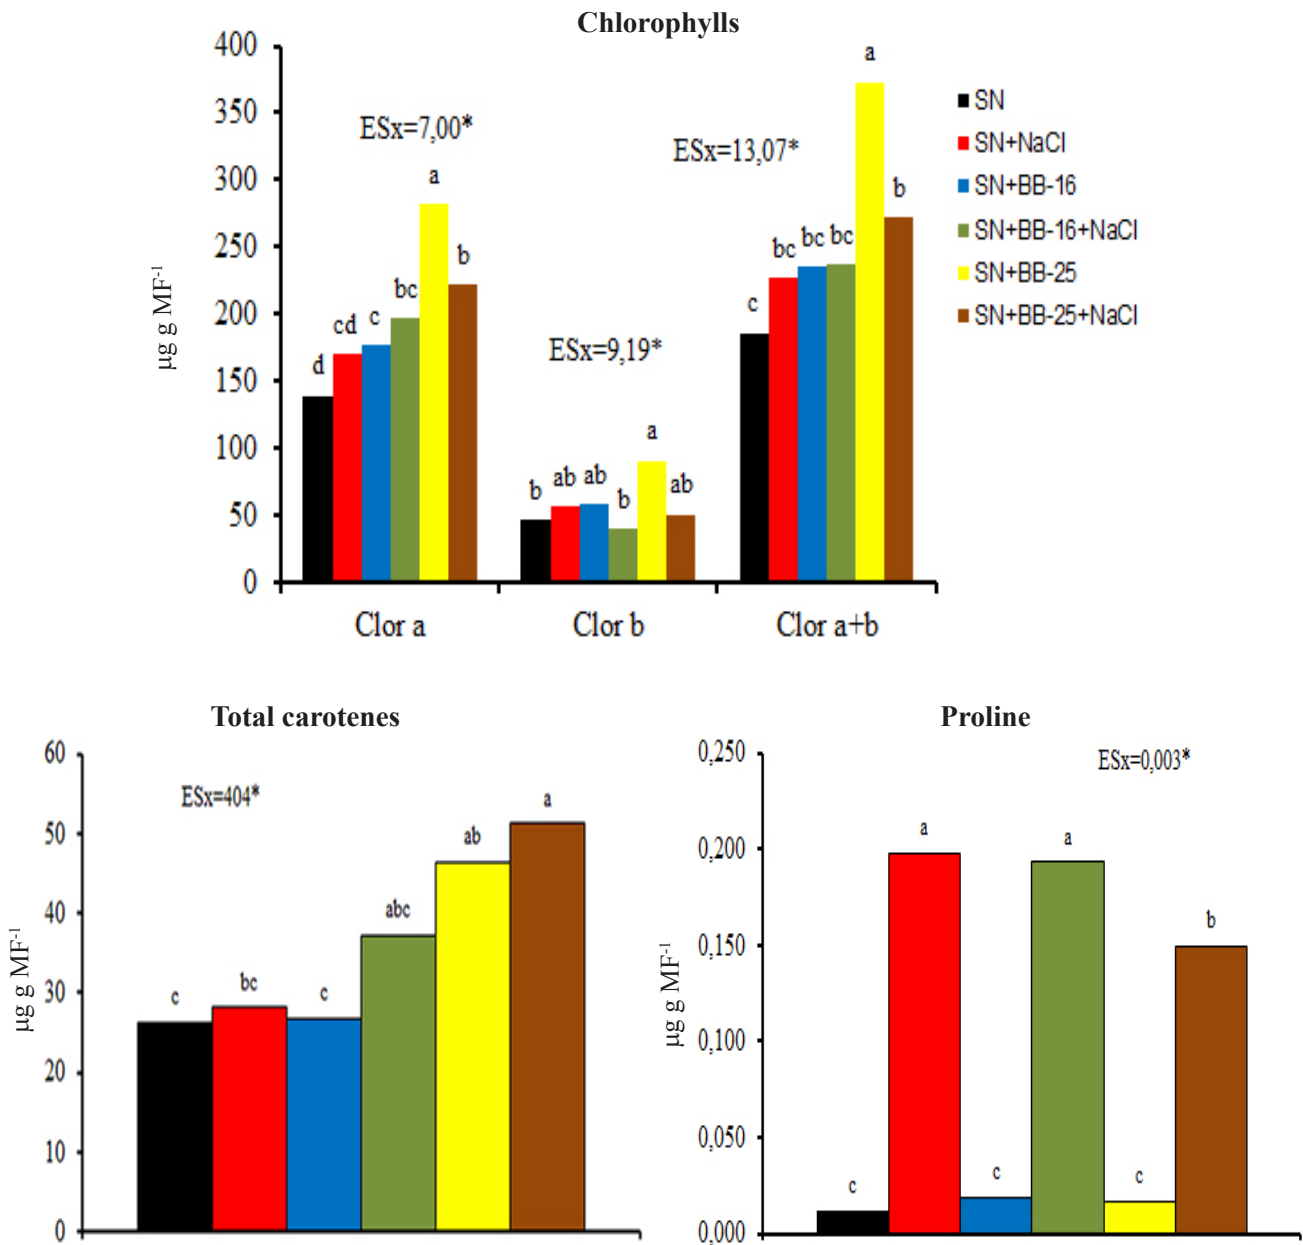 Chlorophylls
400
350
300
250
200
150
100
50
0
µg g MF-1
ESx=7,00*
ESx=9,19*
ESx=13,07*
d
cd
c
bc
a
b
b
ab
ab
b
a
ab
c
bc
bc
bc
a
b
Clor a
Clor b
Clor a+b
SN
SN+NaCl
SN+BB-16
SN+BB-16+NaCl
SN+BB-25
SN+BB-25+NaCl
Total carotenes
60
50
40
30
20
10
0
µg g MF-1
ESx=404*
c
bc
c
abc
ab
a
Proline
0,250
0,200
0,150
0,100
0,050
0,000
µg g MF-1
ESx=0,003*
c
a
c
a
c
b